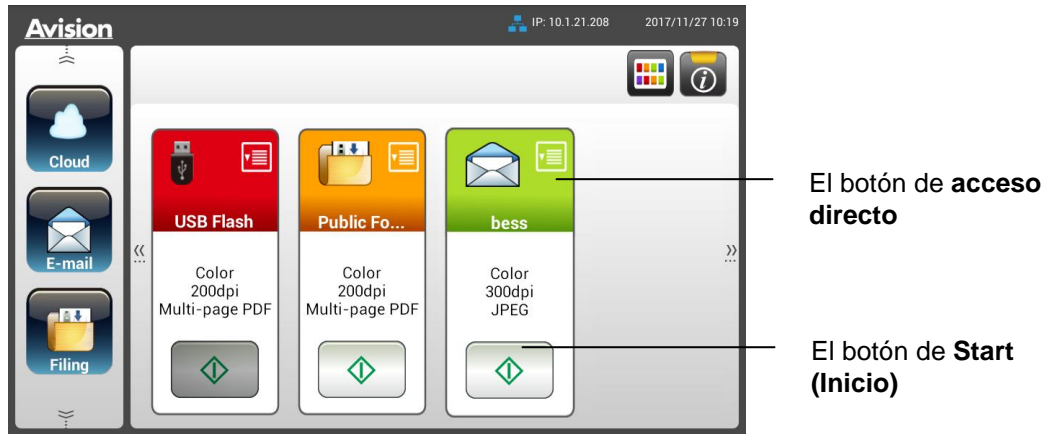 Avision
IP: 10.1.21.208 2017/11/27 10:19
Cloud
E-mail
Filing
USB Flash
Color
200dpi
Multi-page PDF
Public Fo...
Color
200dpi
Multi-page PDF
bess
Color
300dpi
JPEG
El botón de acceso
directo
El botón de Start
(Inicio)